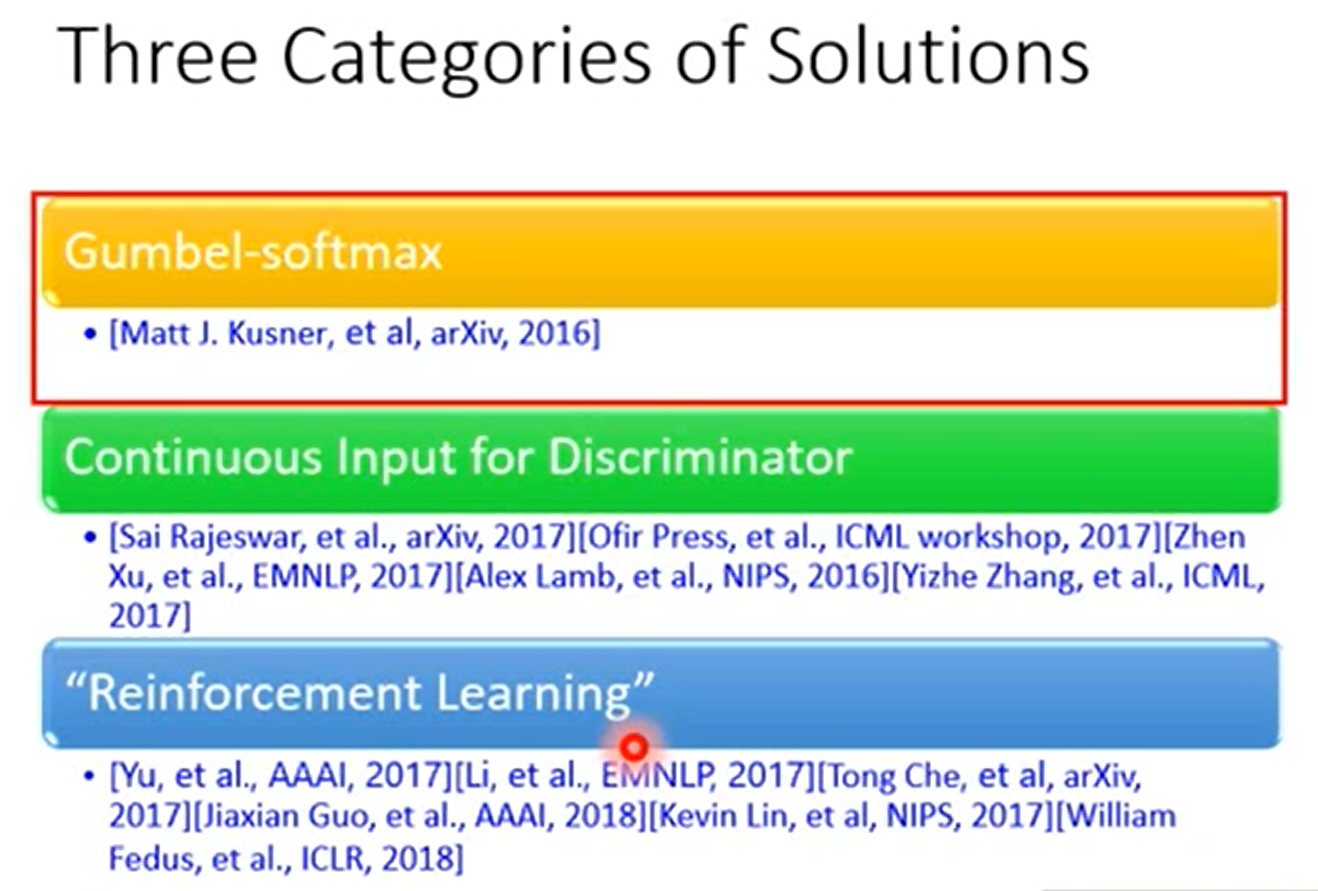 Three Categories of Solutions
Gumbel-softmax
• [Matt J. Kusner, et al, arXiv, 2016]
Continuous Input for Discriminator
• [Sai Rajeswar, et al., arXiv, 2017][Ofir Press, et al., ICML workshop, 2017][Zhen
Xu, et al., EMNLP, 2017][Alex Lamb, et al., NIPS, 2016][Yizhe Zhang, et al., ICML,
2017]
“Reinforcement Learning”
• [Yu, et al., AAAI, 2017][Li, et al., EMNLP, 2017][Tong Che, et al, arXiv,
2017][Jiaxian Guo, et al., AAAI, 2018][Kevin Lin, et al, NIPS, 2017][William
Fedus, et al., ICLR, 2018]